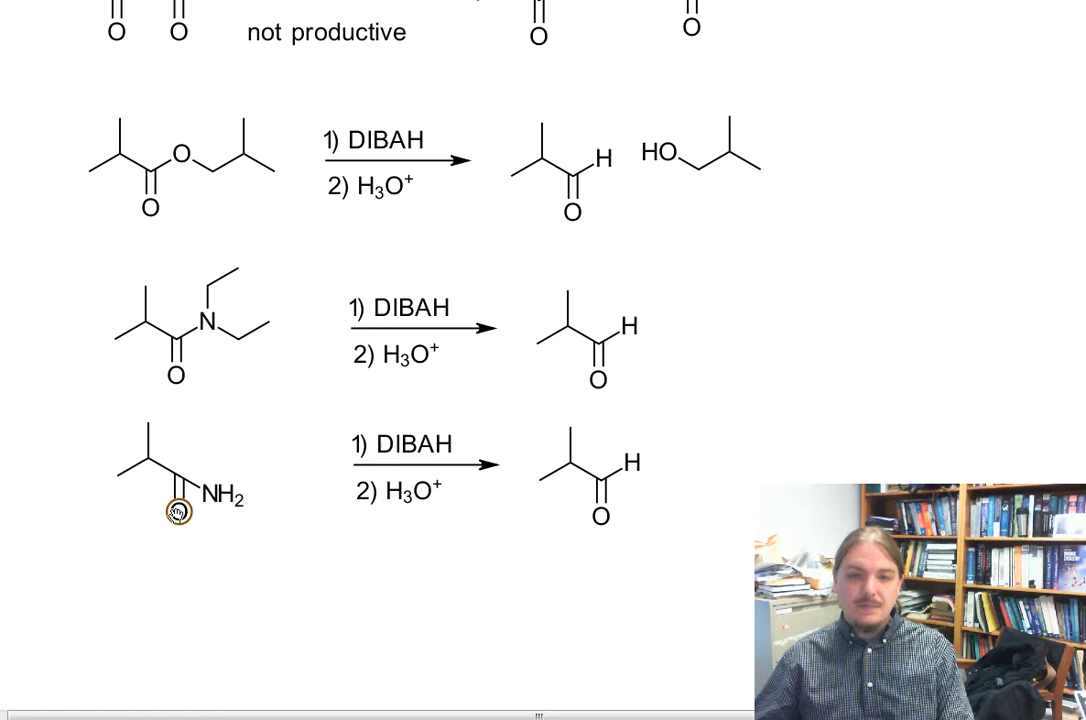 O O not productive O O
1) DIBAH
2) H3O+
O
O
H
O
HO
1) DIBAH
2) H3O+
N
O
H
O
1) DIBAH
2) H3O+
NH2
O
H
O